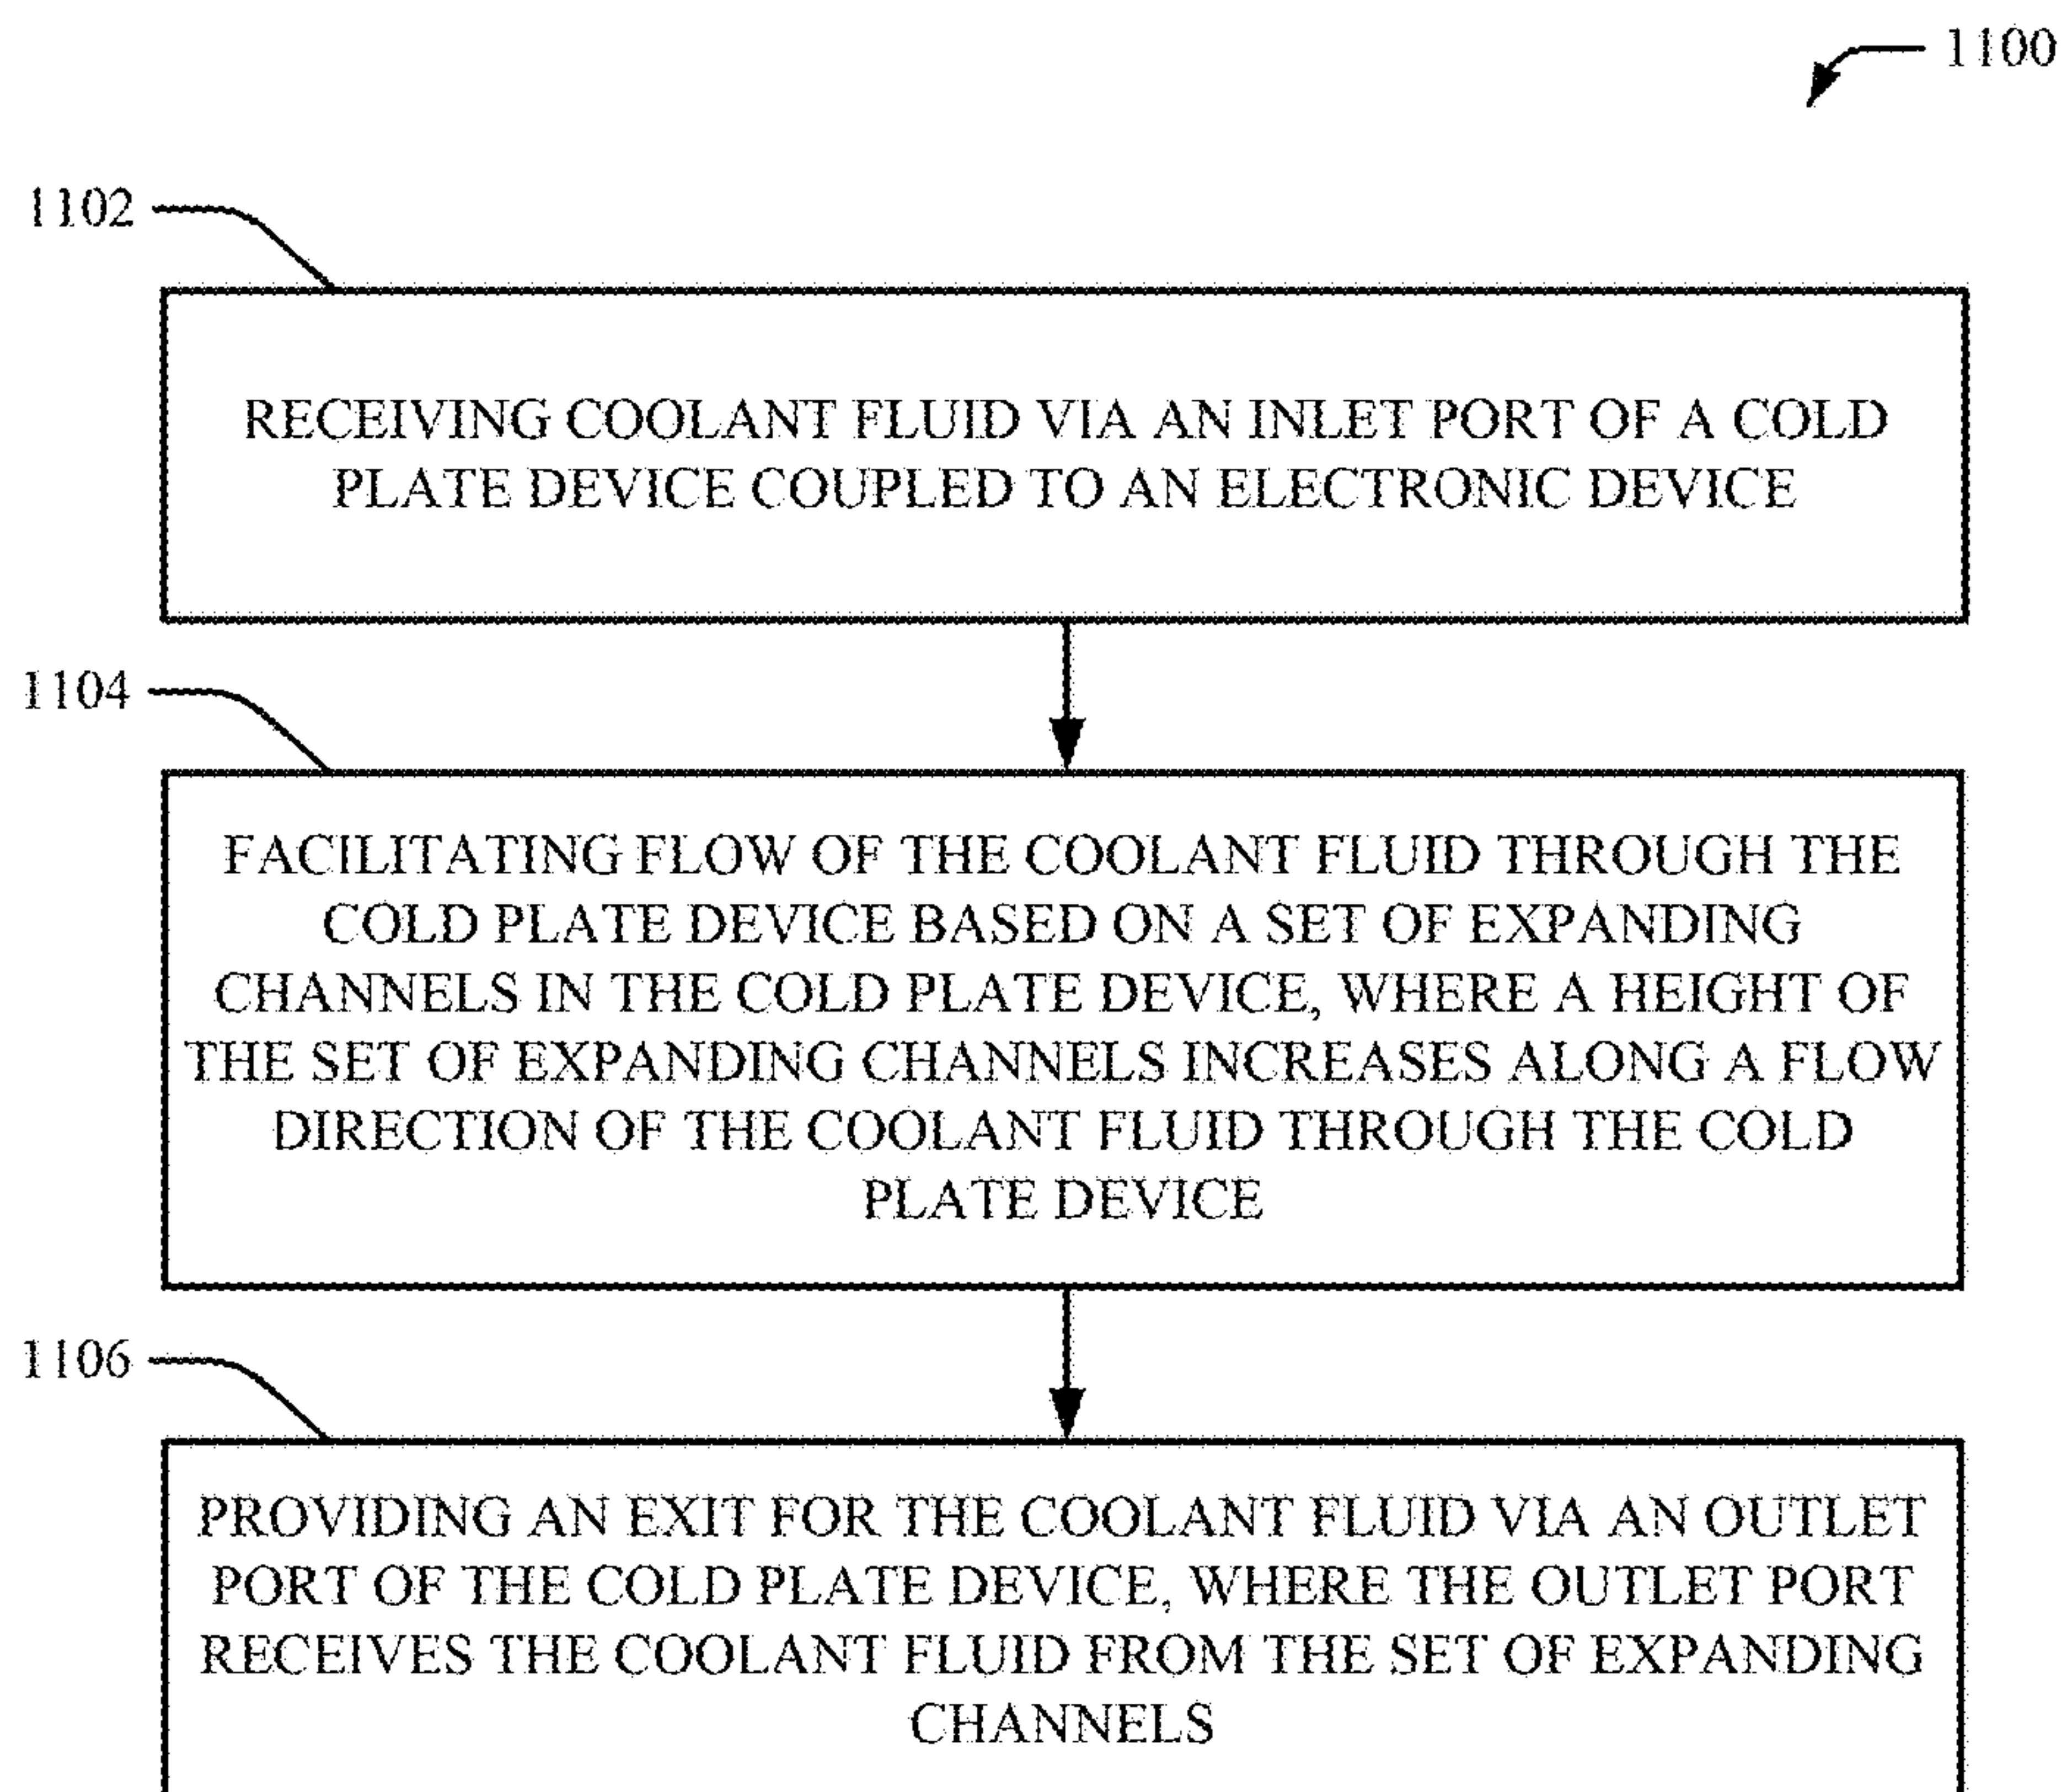 1100
1102
RECEIVING COOLANT FLUID VIA AN INLET PORT OF A COLD
PLATE DEVICE COUPLED TO AN ELECTRONIC DEVICE
1104
FACILITATING FLOW OF THE COOLANT FLUID THROUGH THE
COLD PLATE DEVICE BASED ON A SET OF EXPANDING
CHANNELS IN THE COLD PLATE DEVICE, WHERE A HEIGHT OF
THE SET OF EXPANDING CHANNELS INCREASES ALONG A FLOW
DIRECTION OF THE COOLANT FLUID THROUGH THE COLD
PLATE DEVICE
1106
PROVIDING AN EXIT FOR THE COOLANT FLUID VIA AN OUTLET
PORT OF THE COLD PLATE DEVICE, WHERE THE OUTLET PORT
RECEIVES THE COOLANT FLUID FROM THE SET OF EXPANDING
CHANNELS